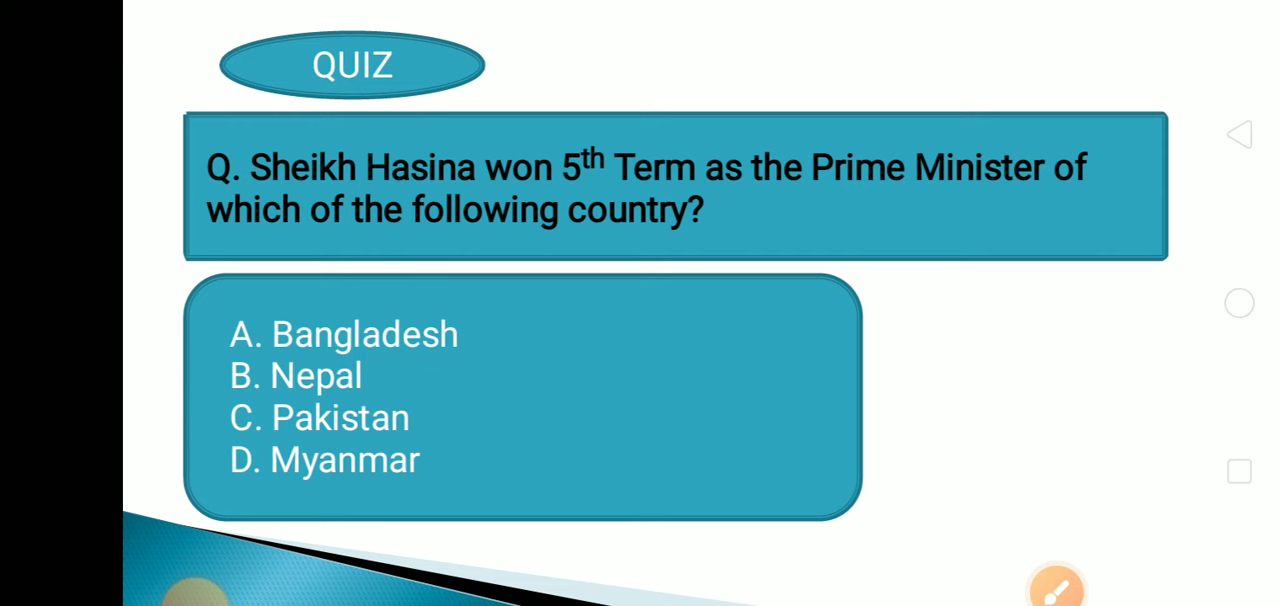 QUIZ
Q. Sheikh Hasina won 5th Term as the Prime Minister of
which of the following country?
A. Bangladesh
B. Nepal
C. Pakistan
D. Myanmar